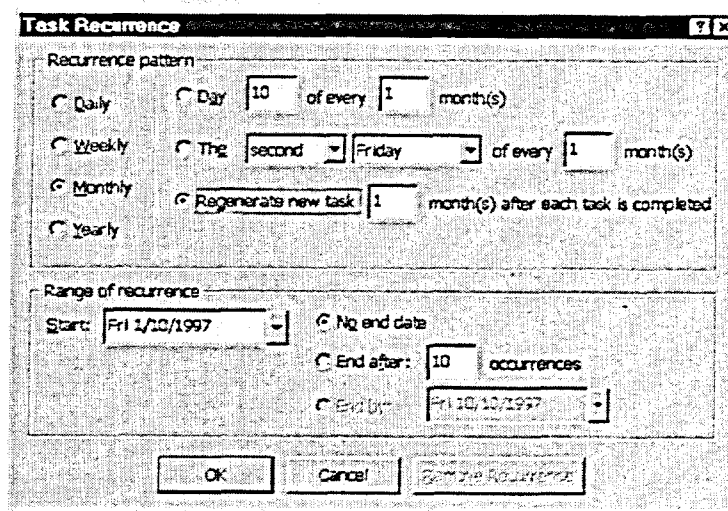 Task Recurrence
Recurrence pattern
Daily
Day 10 of every 1 month(s)
Weekly
The second Friday of every 1 month(s)
Monthly
Regenerate new task 1 month(s) after each task is completed
Yearly
Range of recurrence
Start: Fri 1/10/1997
No end date
End after: 10 occurrences
End by: Fri 10/10/1997
OK Cancel Remove Recurrence